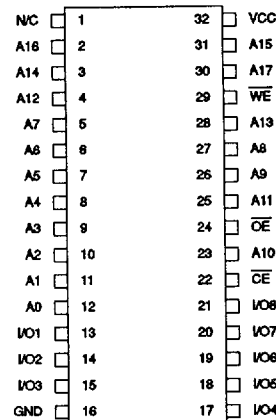 N/C 1 32 VCC
A16 2 31 A15
A14 3 30 A17
A12 4 29 WE
A7 5 28 A13
A6 6 27 A8
A5 7 26 A9
A4 8 25 A11
A3 9 24 OE
A2 10 23 A10
A1 11 22 CE
A0 12 21 I/O8
I/O1 13 20 I/O7
I/O2 14 19 I/O6
I/O3 15 18 I/O5
GND 16 17 I/O4